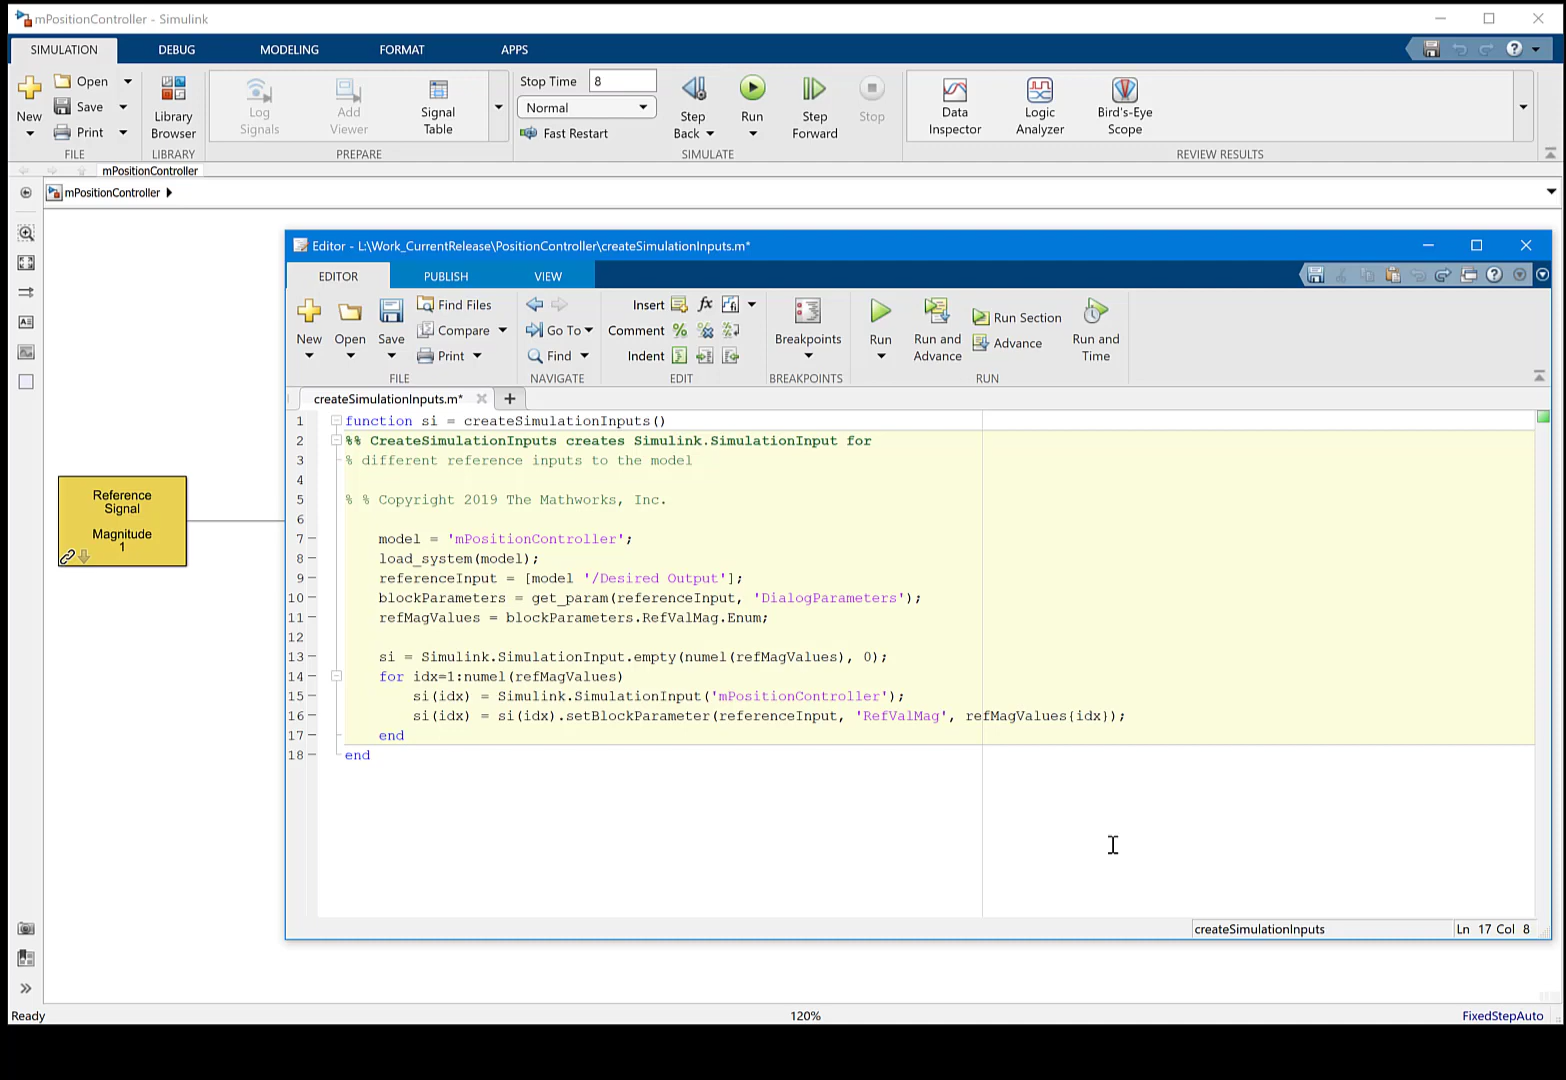 mPositionController - Simulink
SIMULATION DEBUG MODELING FORMAT APPS
New
Open
Save
Print
FILE
Library Browser
LIBRARY
Log Signals
Add Viewer
Signal Table
PREPARE
Stop Time 8
Normal
Fast Restart
Step Back
Run
Step Forward
Stop
SIMULATE
Data Inspector
Logic Analyzer
Bird's-Eye Scope
REVIEW RESULTS
mPositionController
mPositionController
Reference
Signal
Magnitude
1
Editor - L:\Work_CurrentRelease\PositionController\createSimulationInputs.m*
EDITOR PUBLISH VIEW
New
Open
Save
Find Files
Compare
Print
FILE
Go To
Find
NAVIGATE
Insert fx
Comment
Indent
EDIT
Breakpoints
BREAKPOINTS
Run
Run and Advance
Run Section
Advance
Run and Time
RUN
createSimulationInputs.m*
1 function si = createSimulationInputs()
2 %% CreateSimulationInputs creates Simulink.SimulationInput for
3 % different reference inputs to the model
4
5 % % Copyright 2019 The Mathworks, Inc.
6
7 model = 'mPositionController';
8 load_system(model);
9 referenceInput = [model '/Desired Output'];
10 blockParameters = get_param(referenceInput, 'DialogParameters');
11 refMagValues = blockParameters.RefValMag.Enum;
12
13 si = Simulink.SimulationInput.empty(numel(refMagValues), 0);
14 for idx=1:numel(refMagValues)
15 si(idx) = Simulink.SimulationInput('mPositionController');
16 si(idx) = si(idx).setBlockParameter(referenceInput, 'RefValMag', refMagValues{idx});
17 end
18 end
createSimulationInputs Ln 17 Col 8
Ready 120% FixedStepAuto